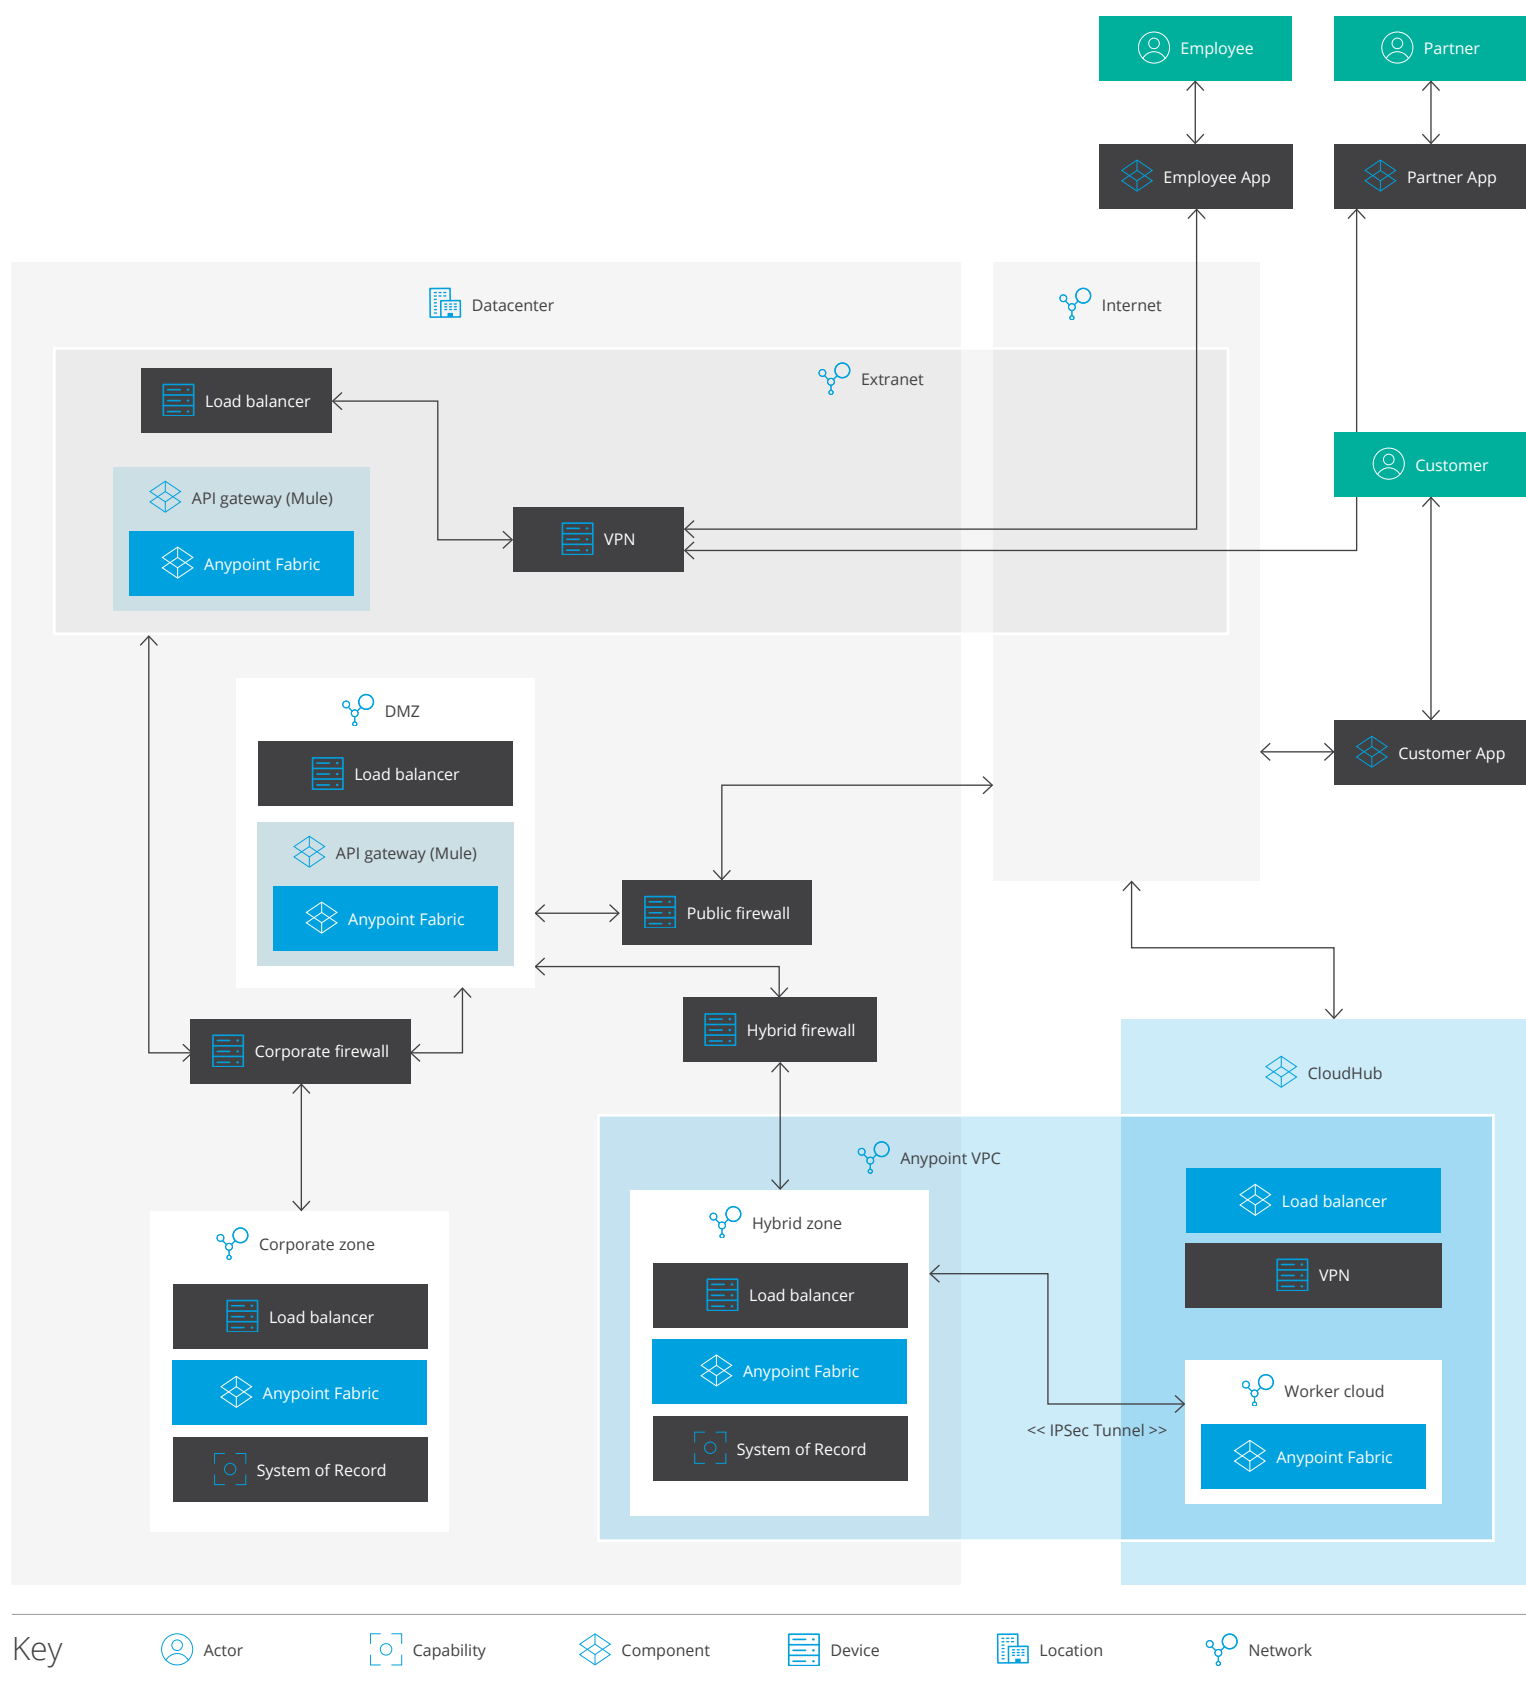 Employee
Partner
Employee App
Partner App
Datacenter
Internet
Extranet
Load balancer
Customer
API gateway (Mule)
VPN
Anypoint Fabric
DMZ
Customer App
Load balancer
API gateway (Mule)
Public firewall
Anypoint Fabric
Hybrid firewall
Corporate firewall
CloudHub
Anypoint VPC
Load balancer
Hybrid zone
Corporate zone
VPN
Load balancer
Load balancer
Anypoint Fabric
Worker cloud
Anypoint Fabric
<< IPSec Tunnel >>
System of Record
Anypoint Fabric
System of Record
Key
Actor
Capability
Component
Device
Location
Network